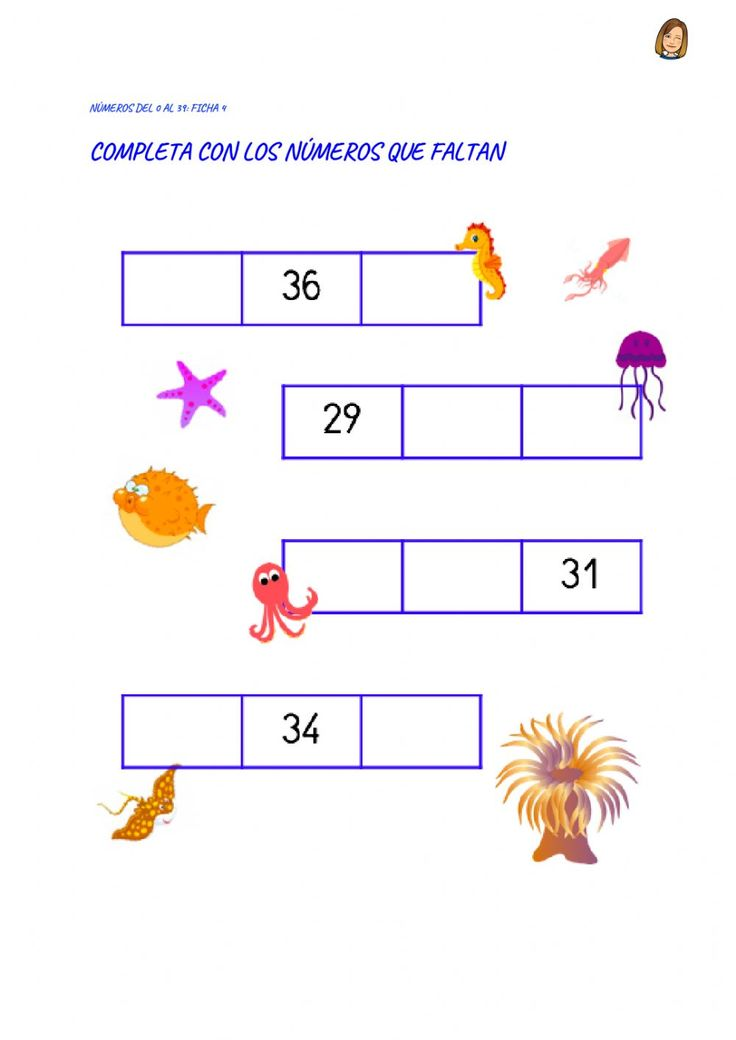 NÚMEROS DEL 0 AL 39: FICHA 4
COMPLETA CON LOS NÚMEROS QUE FALTAN
36
29
31
34